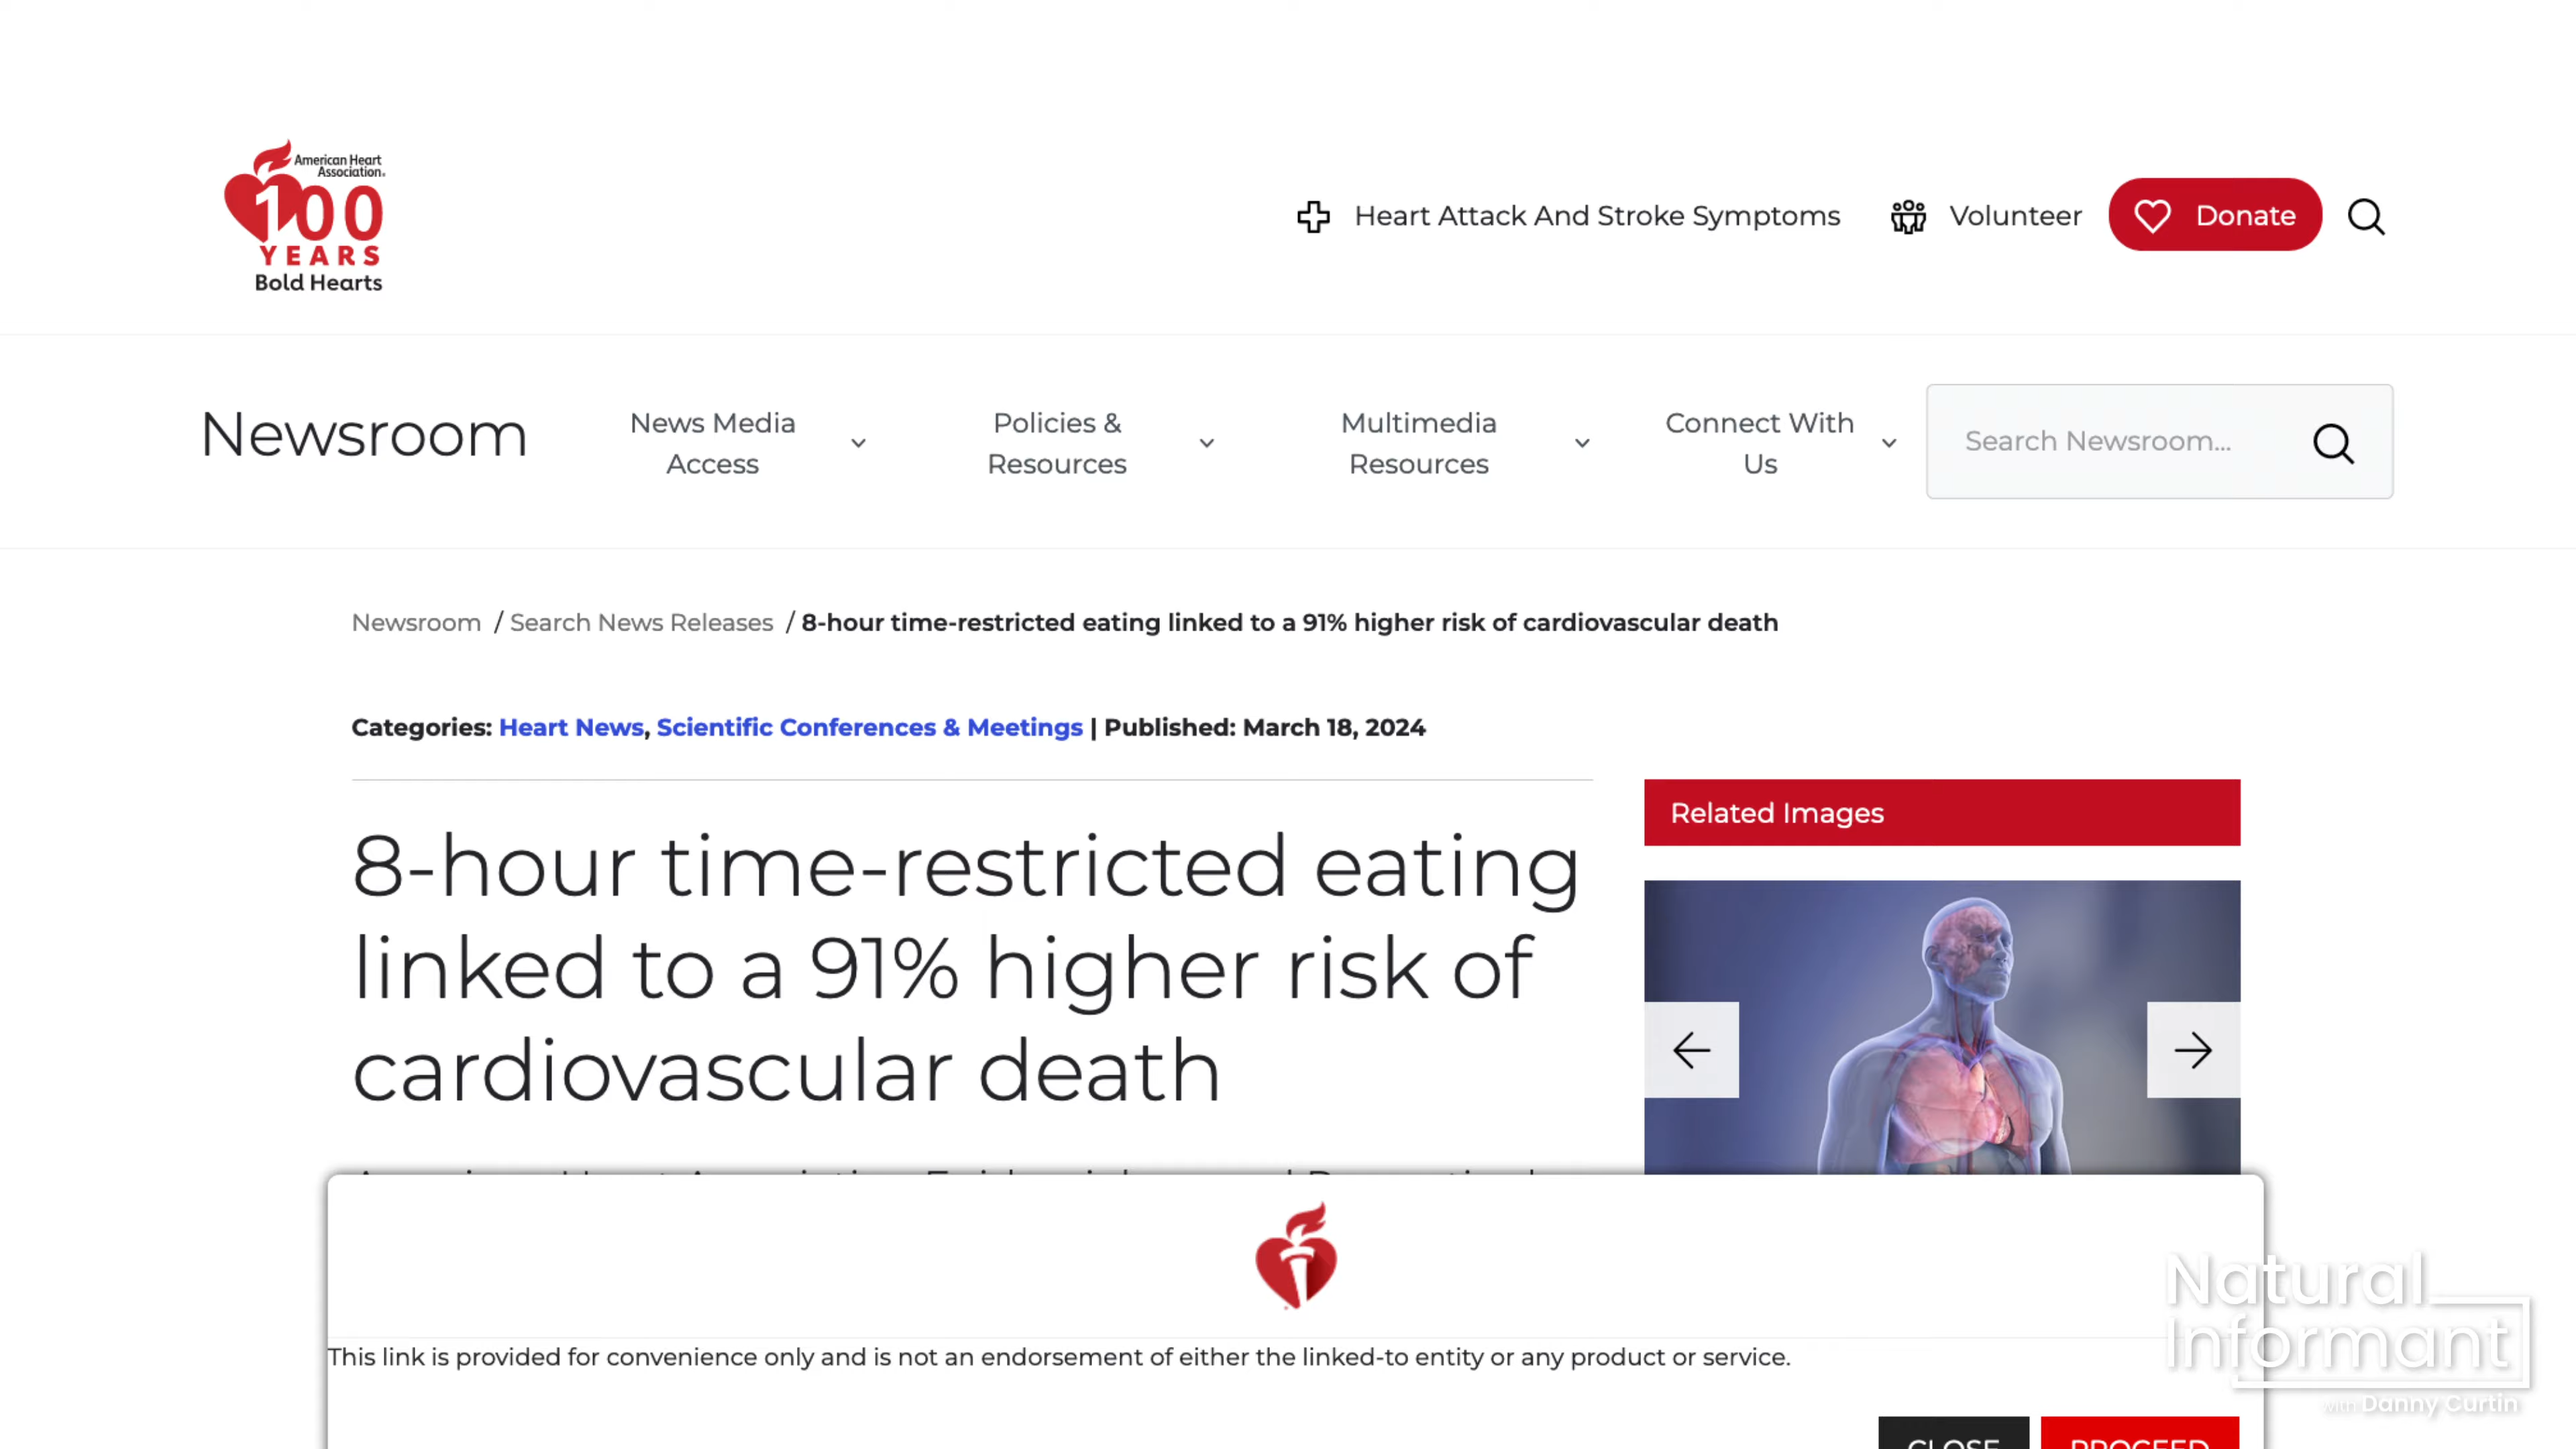 American Heart
Association®
100
YEARS
Bold Hearts
Heart Attack And Stroke Symptoms
Volunteer
Donate
Newsroom
News Media
Access
Policies &
Resources
Multimedia
Resources
Connect With
Us
Search Newsroom...
Newsroom / Search News Releases / 8-hour time-restricted eating linked to a 91% higher risk of cardiovascular death
Categories: Heart News, Scientific Conferences & Meetings | Published: March 18, 2024
8-hour time-restricted eating
linked to a 91% higher risk of
cardiovascular death
Related Images
This link is provided for convenience only and is not an endorsement of either the linked-to entity or any product or service.
CLOSE
PROCEED
Natural
Informant
with Danny Curtin